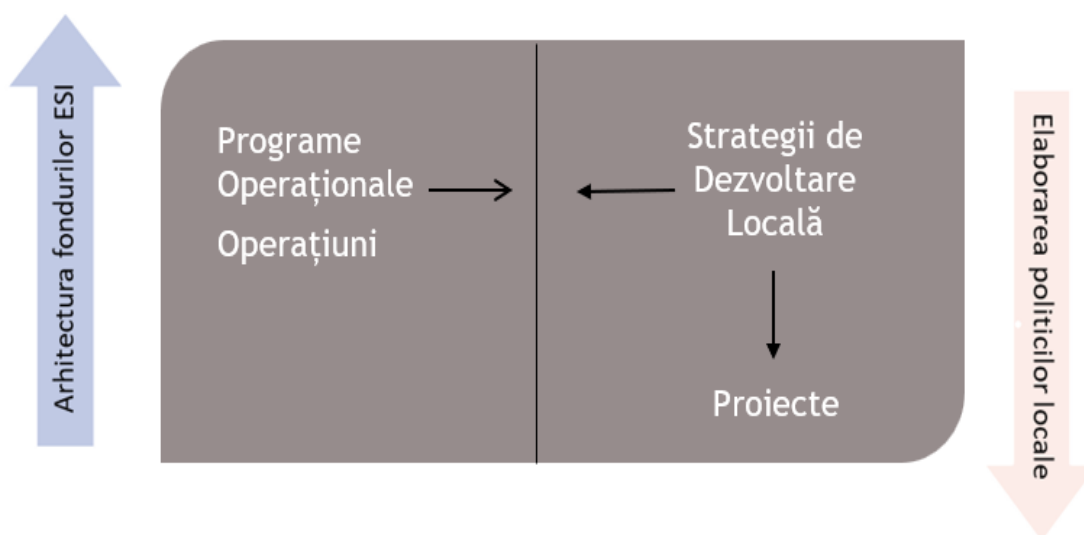 Arhitectura fondurilor ESI
Programe
Operaționale
Operațiuni
Strategii de
Dezvoltare
Locală
Proiecte
Elaborarea politicilor locale